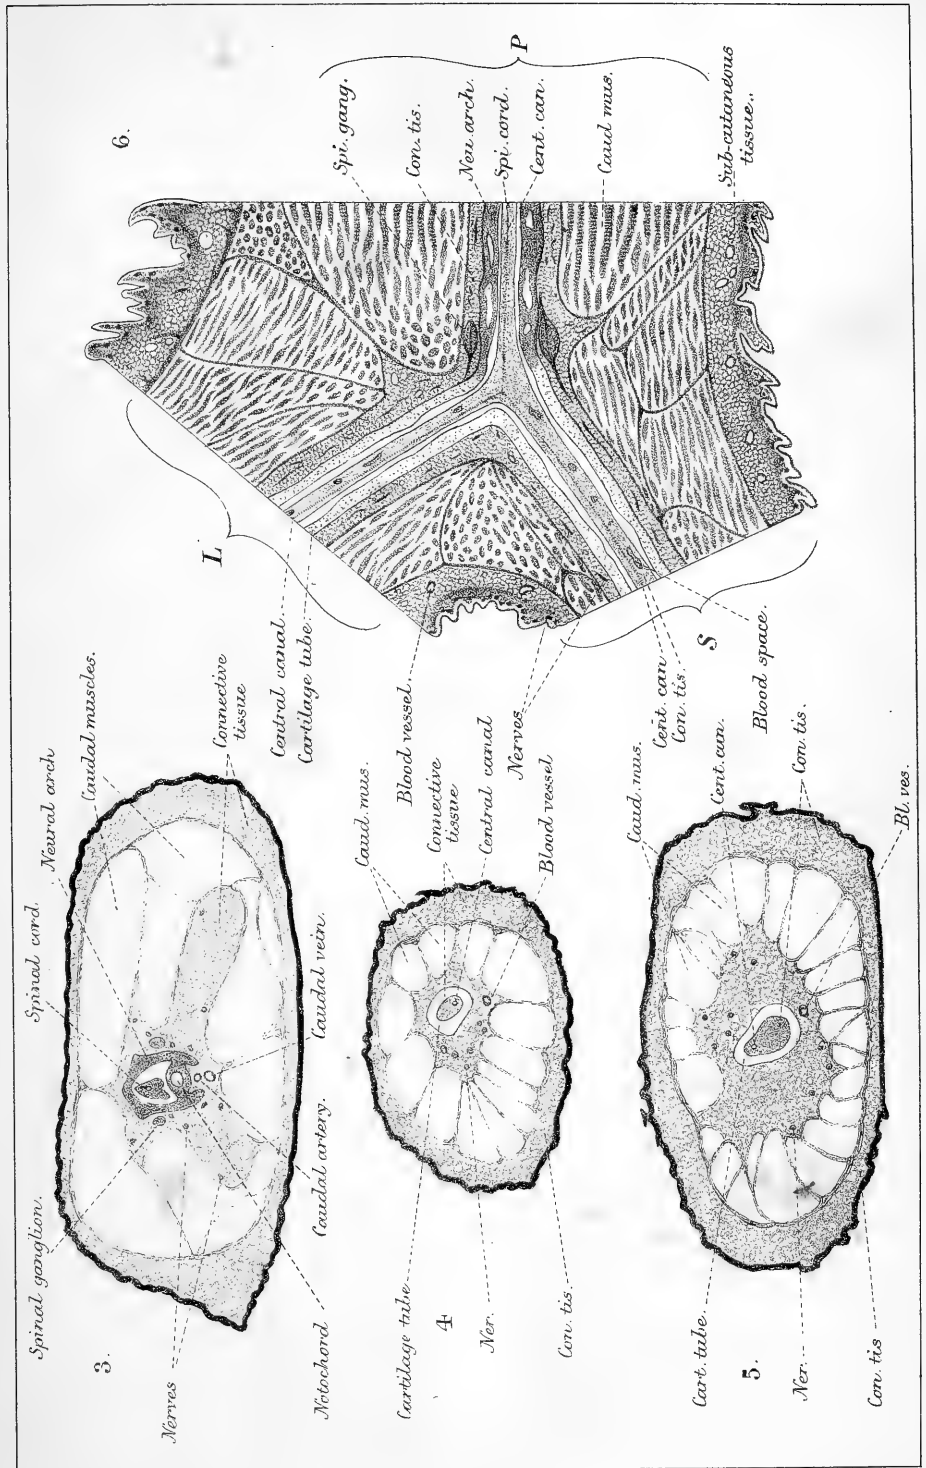 3.
Spinal ganglion.
Spinal cord.
Neural arch
Caudal muscles.
Connective
tissue
Nerves
Notochord
Caudal artery.
Caudal vein.
Central canal.
Cartilage tube.
4
Cartilage tube
Ner.
Con. tis.
Caud. mus.
Connective
tissue
Central canal
Blood vessel
5.
Cart. tube.
Ner.
Con. tis
Caud. mus.
Cent. can.
Con. tis.
Bl. ves.
6.
L
P
S
Spi. gang.
Con. tis.
Neu. arch.
Spi. cord.
Cent. can.
Caud mus.
Sub-cutaneous
tissue..
Blood vessel
Nerves
Cent. can
Con. tis.
Blood space.